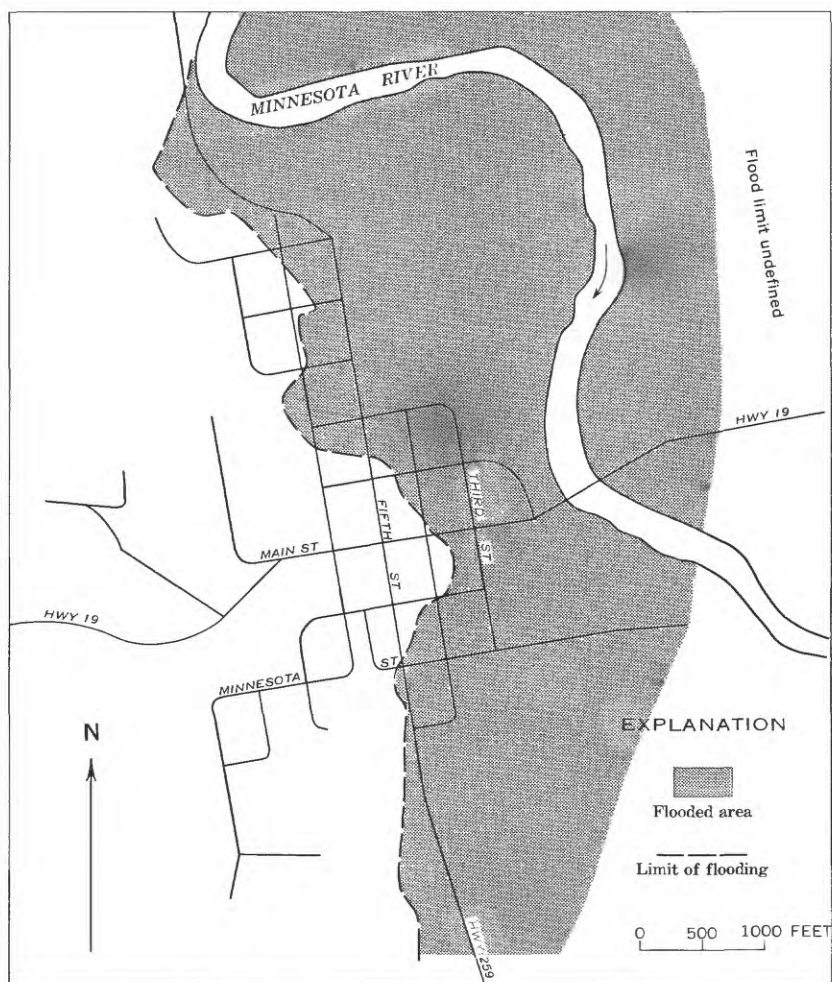 MINNESOTA RIVER
Flood limit undefined
HWY 19
THIRD ST
FIFTH ST
MAIN ST
HWY 19
MINNESOTA ST
N
EXPLANATION
Flooded area
Limit of flooding
0 500 1000 FEET
HWY 259